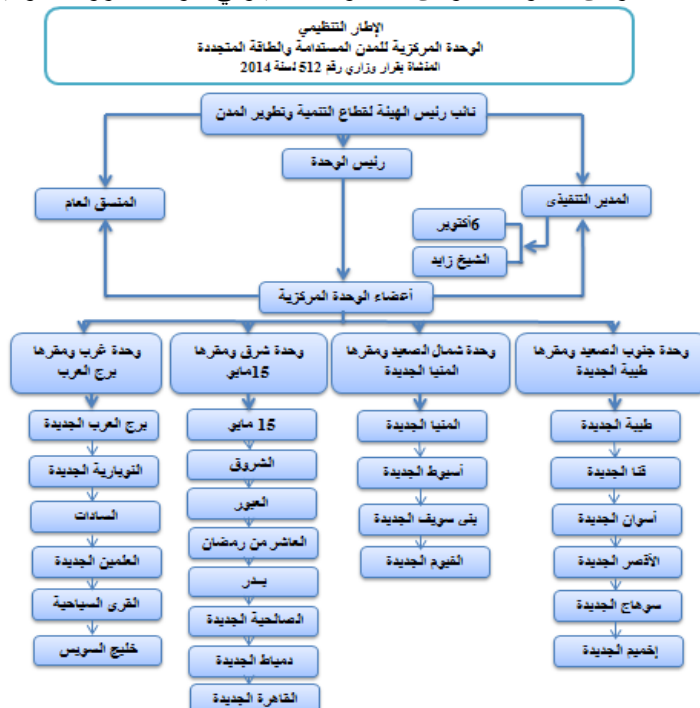 الإطار التنظيمي
الوحدة المركزية للمدن المستدامة والطاقة المتجددة
المنشاة بقرار وزاري رقم 512 لسنة 2014
نائب رئيس الهيئة لقطاع التنمية وتطوير المدن
رئيس الوحدة
المدير التنفيذى
المنسق العام
6أكتوبر
الشيخ زايد
أعضاء الوحدة المركزية
وحدة جنوب الصعيد ومقرها
طيبة الجديدة
طيبة الجديدة
قنا الجديدة
أسوان الجديدة
الأقصر الجديدة
سوهاج الجديدة
إخميم الجديدة
وحدة شمال الصعيد ومقرها
المنيا الجديدة
المنيا الجديدة
أسيوط الجديدة
بنى سويف الجديدة
الفيوم الجديدة
وحدة شرق ومقرها
15مايو
15 مايو
الشروق
العبور
العاشر من رمضان
بــدر
الصالحية الجديدة
دمياط الجديدة
القاهرة الجديدة
وحدة غرب ومقرها
برج العرب
برج العرب الجديدة
النوبارية الجديدة
السادات
العلمين الجديدة
القرى السياحية
خليج السويس